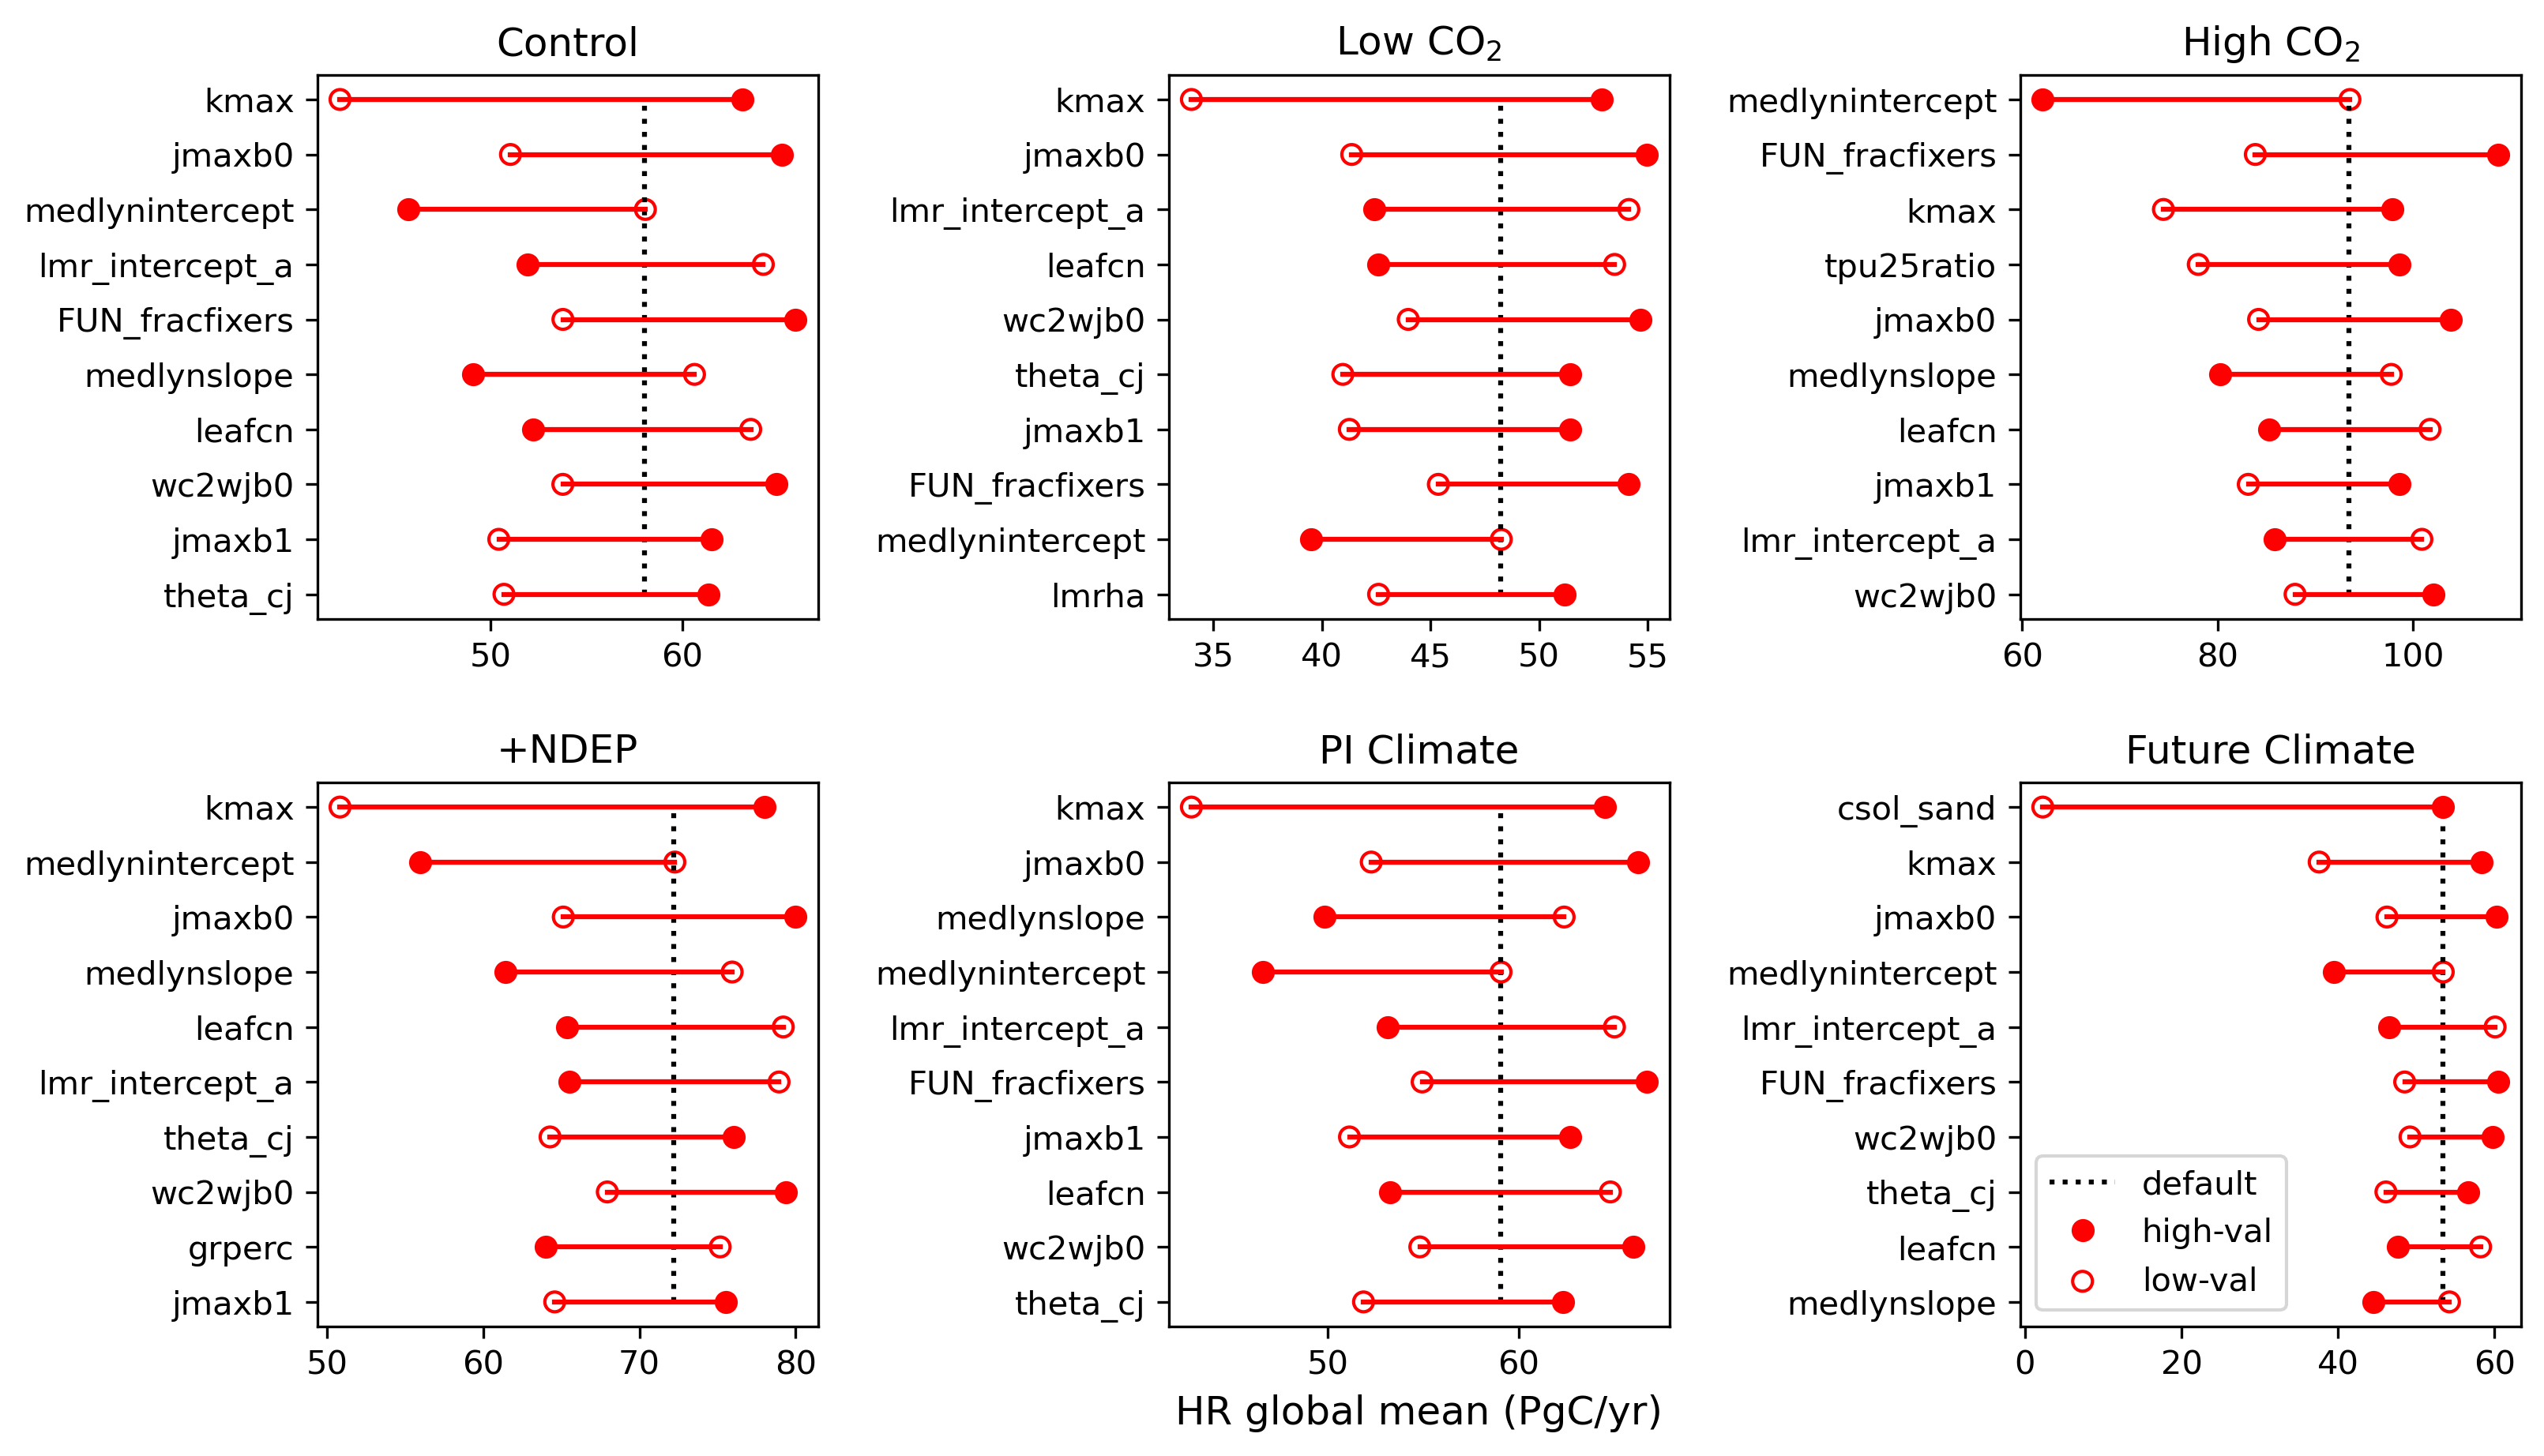 Control
kmax
jmaxb0
medlynintercept
lmr_intercept_a
FUN_fracfixers
medlynslope
leafcn
wc2wjb0
jmaxb1
theta_cj
50 60
Low CO₂
kmax
jmaxb0
lmr_intercept_a
leafcn
wc2wjb0
theta_cj
jmaxb1
FUN_fracfixers
medlynintercept
lmrha
35 40 45 50 55
High CO₂
medlynintercept
FUN_fracfixers
kmax
tpu25ratio
jmaxb0
medlynslope
leafcn
jmaxb1
lmr_intercept_a
wc2wjb0
60 80 100
+NDEP
kmax
medlynintercept
jmaxb0
medlynslope
leafcn
lmr_intercept_a
theta_cj
wc2wjb0
grperc
jmaxb1
50 60 70 80
PI Climate
kmax
jmaxb0
medlynslope
medlynintercept
lmr_intercept_a
FUN_fracfixers
jmaxb1
leafcn
wc2wjb0
theta_cj
50 60
HR global mean (PgC/yr)
Future Climate
csol_sand
kmax
jmaxb0
medlynintercept
lmr_intercept_a
FUN_fracfixers
wc2wjb0
theta_cj
leafcn
medlynslope
default
high-val
low-val
0 20 40 60